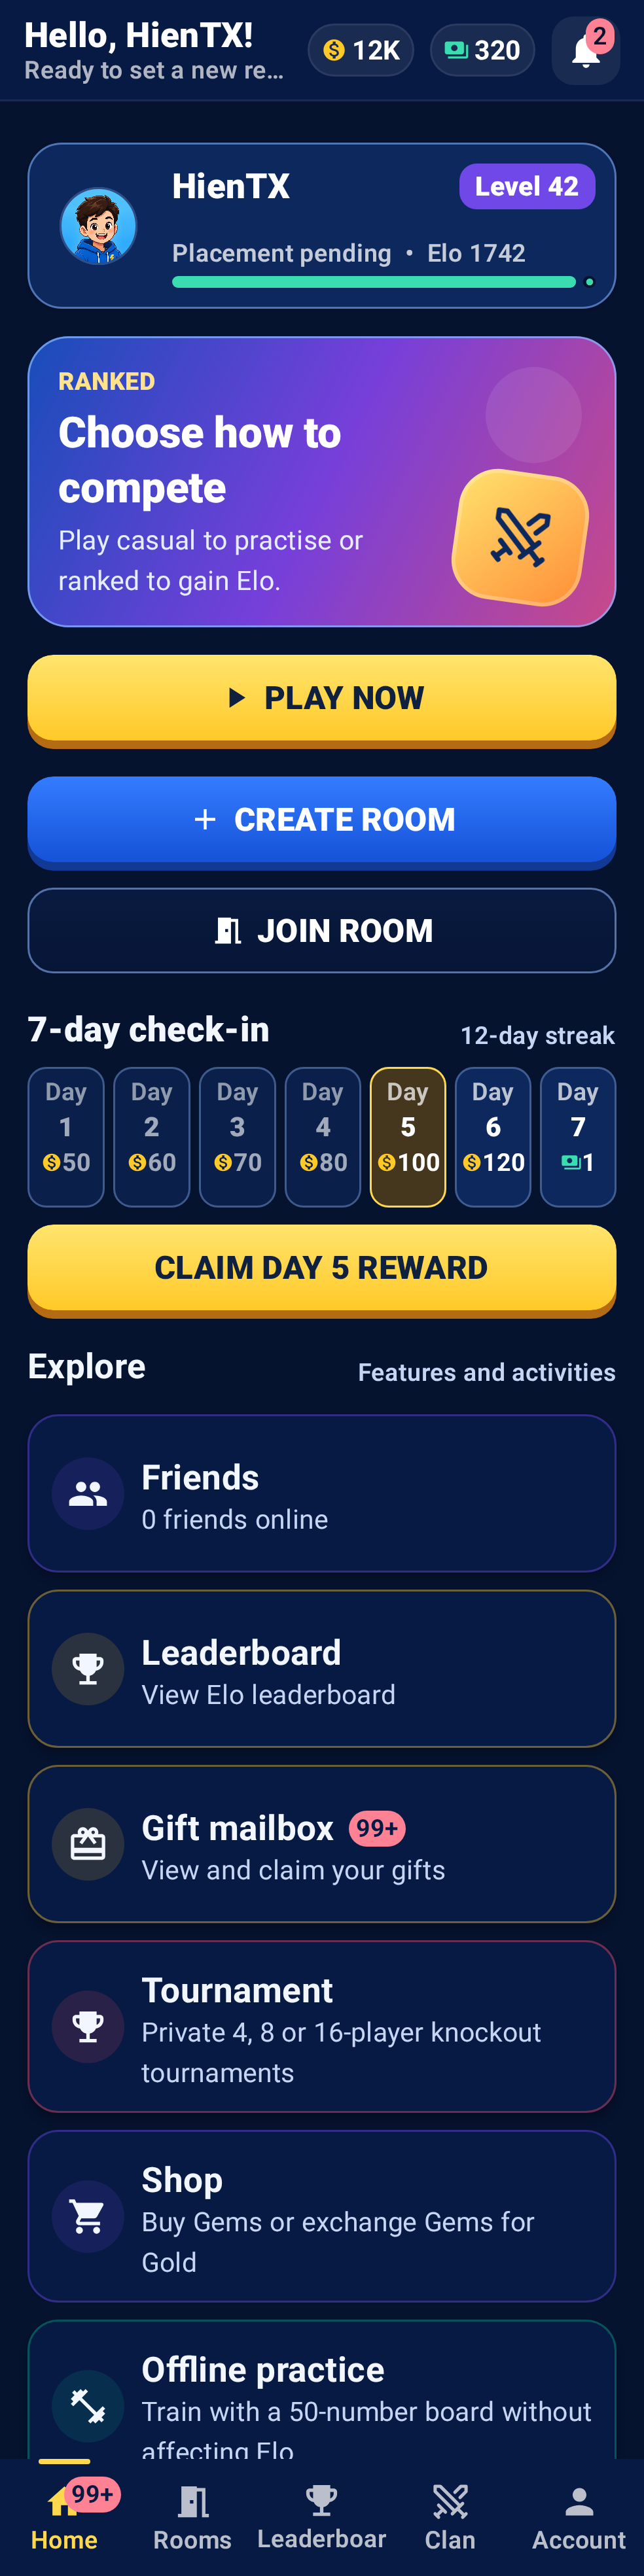 Hello, HienTX!
Ready to set a new re...
12K
320
2
HienTX
Level 42
Placement pending • Elo 1742
RANKED
Choose how to
compete
Play casual to practise or
ranked to gain Elo.
PLAY NOW
CREATE ROOM
JOIN ROOM
7-day check-in
12-day streak
Day
1
50
Day
2
60
Day
3
70
Day
4
80
Day
5
100
Day
6
120
Day
7
1
CLAIM DAY 5 REWARD
Explore
Features and activities
Friends
0 friends online
Leaderboard
View Elo leaderboard
Gift mailbox 99+
View and claim your gifts
Tournament
Private 4, 8 or 16-player knockout
tournaments
Shop
Buy Gems or exchange Gems for
Gold
Offline practice
Train with a 50-number board without
affecting Elo
99+
Home
Rooms
Leaderboar
Clan
Account